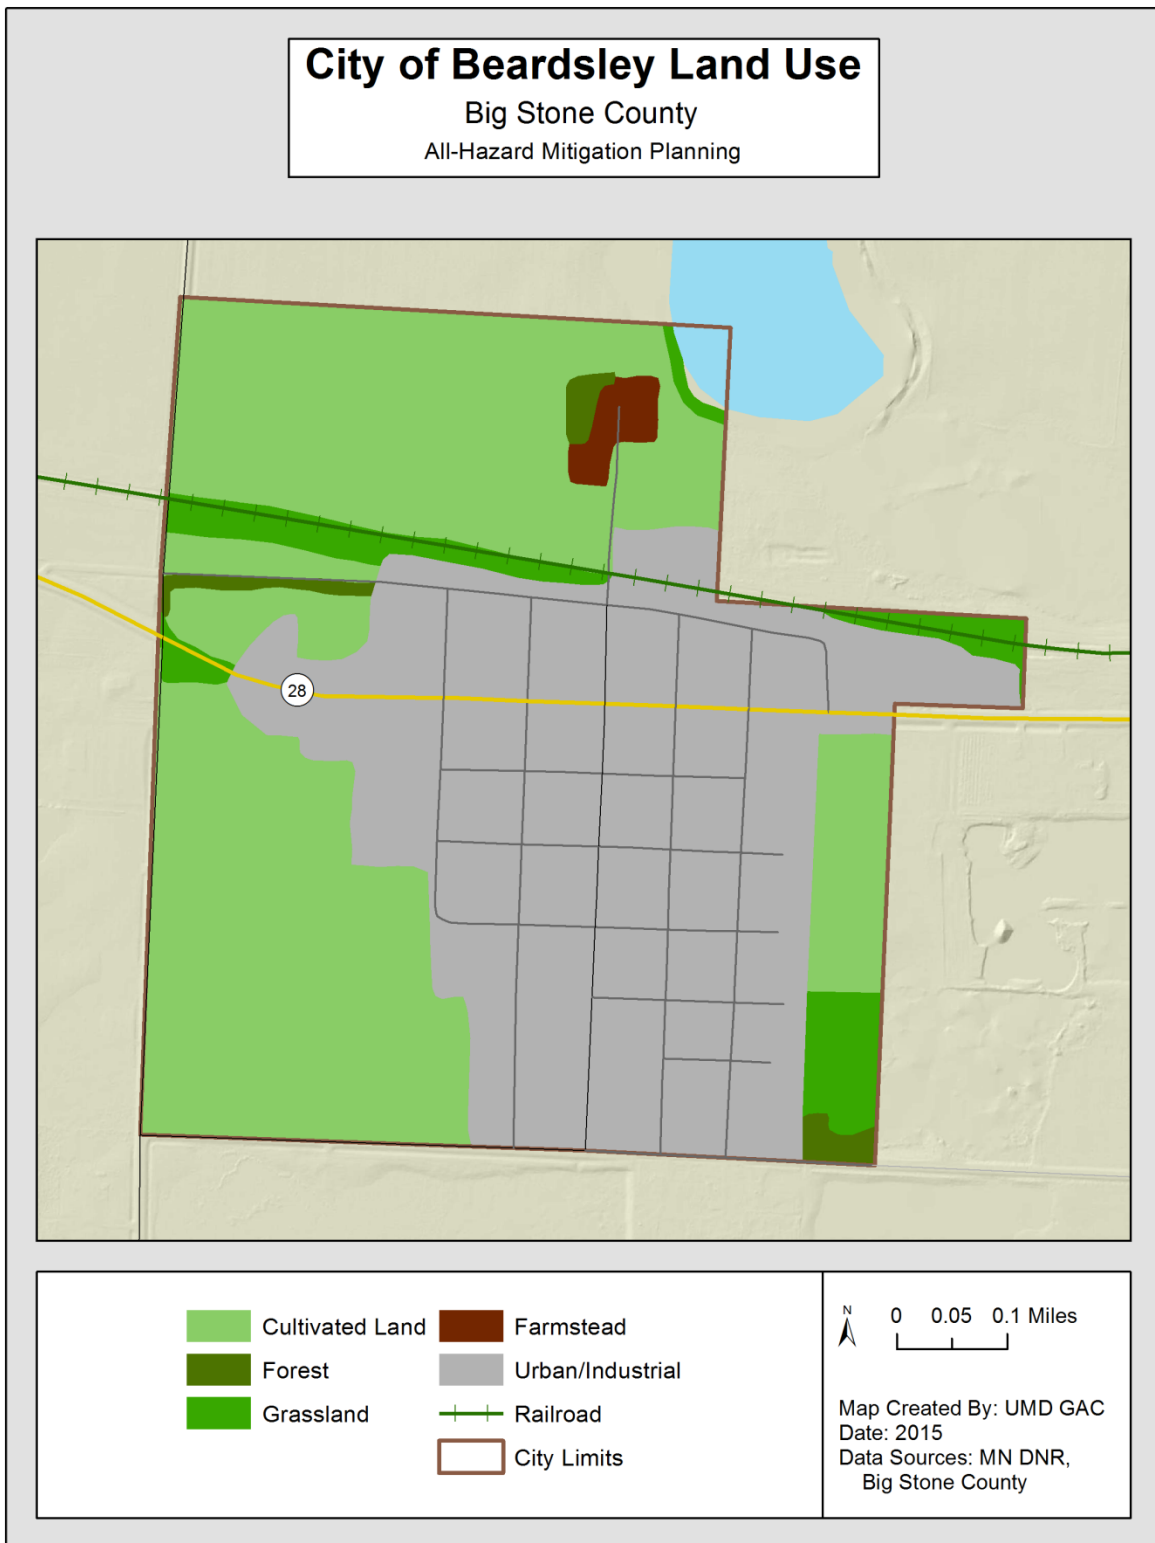 City of Beardsley Land Use
Big Stone County
All-Hazard Mitigation Planning
28
Cultivated Land
Forest
Grassland
Farmstead
Urban/Industrial
Railroad
City Limits
N
0 0.05 0.1 Miles
Map Created By: UMD GAC
Date: 2015
Data Sources: MN DNR,
Big Stone County